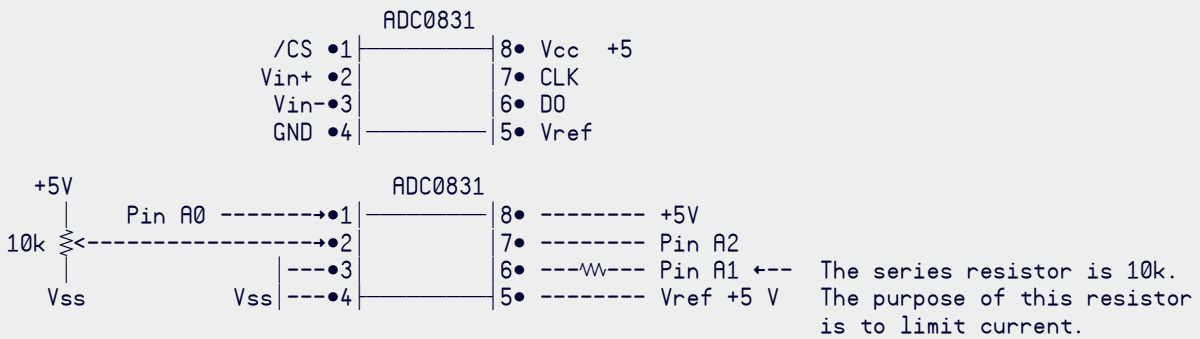 ADC0831
/CS 1 8 Vcc +5
Vin+ 2 7 CLK
Vin- 3 6 DO
GND 4 5 Vref
+5V ADC0831
Pin A0 1 8 +5V
10k 2 7 Pin A2
3 6 Pin A1 The series resistor is 10k.
Vss Vss 4 5 Vref +5 V The purpose of this resistor
is to limit current.